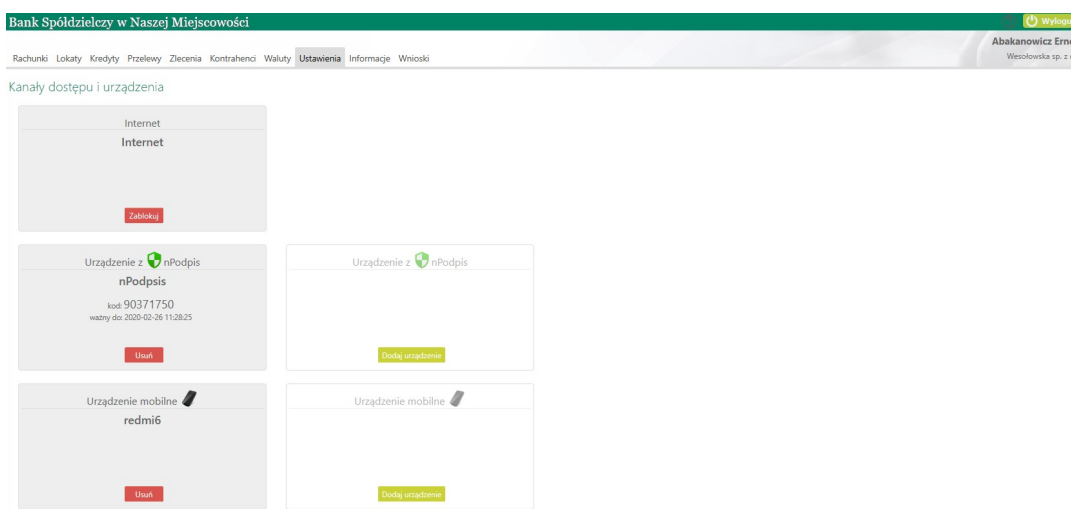 Bank Spółdzielczy w Naszej Miejscowości
Wylogu
Abakanowicz Erne
Wesołowska sp. z
Rachunki Lokaty Kredyty Przelewy Zlecenia Kontrahenci Waluty Ustawienia Informacje Wnioski
Kanały dostępu i urządzenia
Internet
Internet
Zablokuj
Urządzenie z nPodpis
nPodpsis
kod: 90371750
ważny do: 2020-02-26 11:28:25
Usuń
Urządzenie z nPodpis
Dodaj urządzenie
Urządzenie mobilne
redmi6
Usuń
Urządzenie mobilne
Dodaj urządzenie